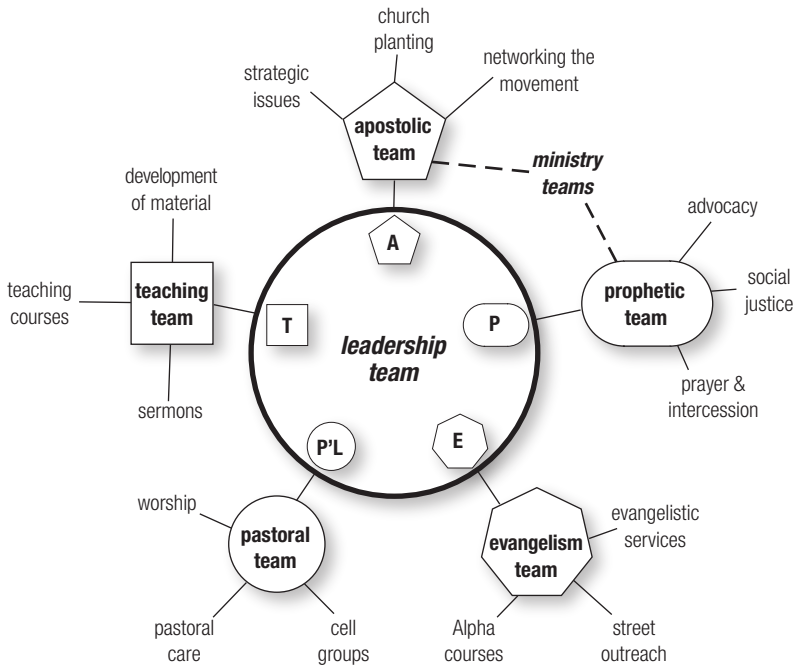 church
planting
strategic
issues
networking the
movement
apostolic
team
ministry
teams
development
of material
advocacy
A
teaching
courses
teaching
team
T
P
prophetic
team
social
justice
leadership
team
sermons
prayer &
intercession
P'L
E
worship
pastoral
team
evangelism
team
evangelistic
services
pastoral
care
cell
groups
Alpha
courses
street
outreach